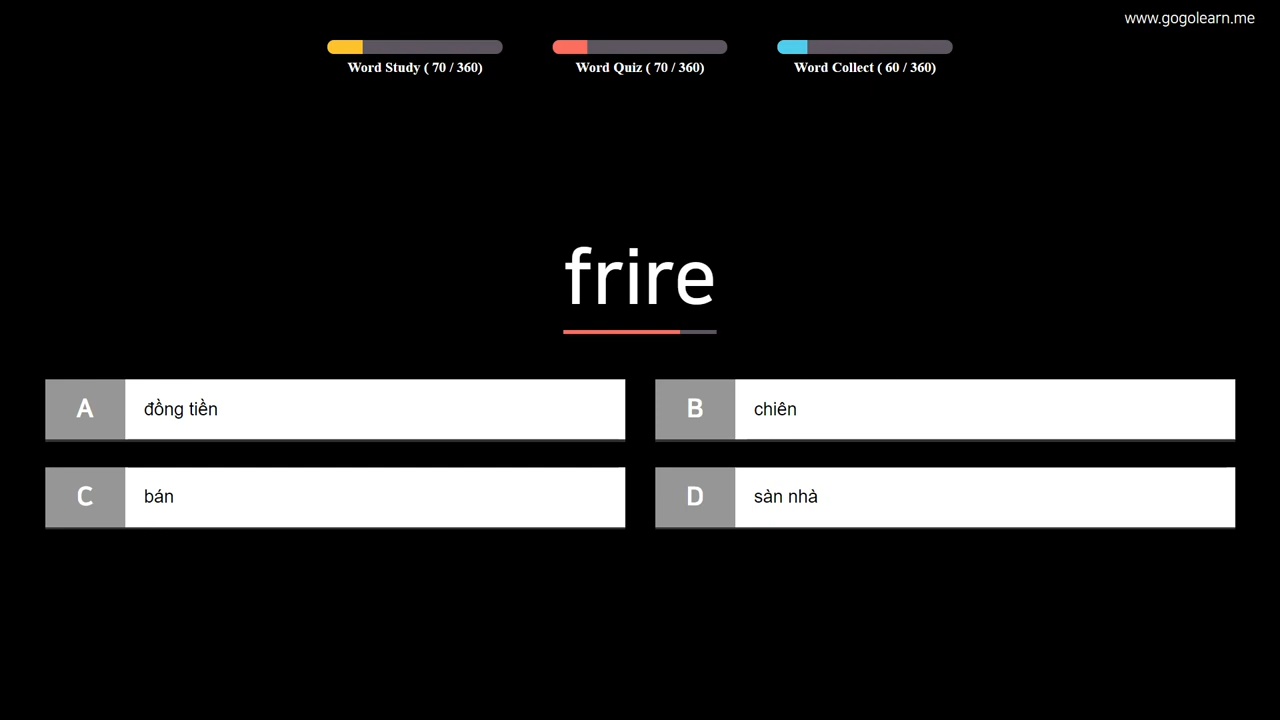 www.gogolearn.me
Word Study ( 70 / 360)
Word Quiz ( 70 / 360)
Word Collect ( 60 / 360)
frire
A đồng tiền
B chiên
C bán
D sàn nhà